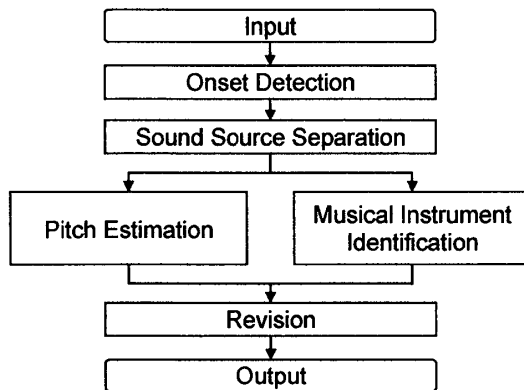 Input
Onset Detection
Sound Source Separation
Pitch Estimation
Musical Instrument
Identification
Revision
Output